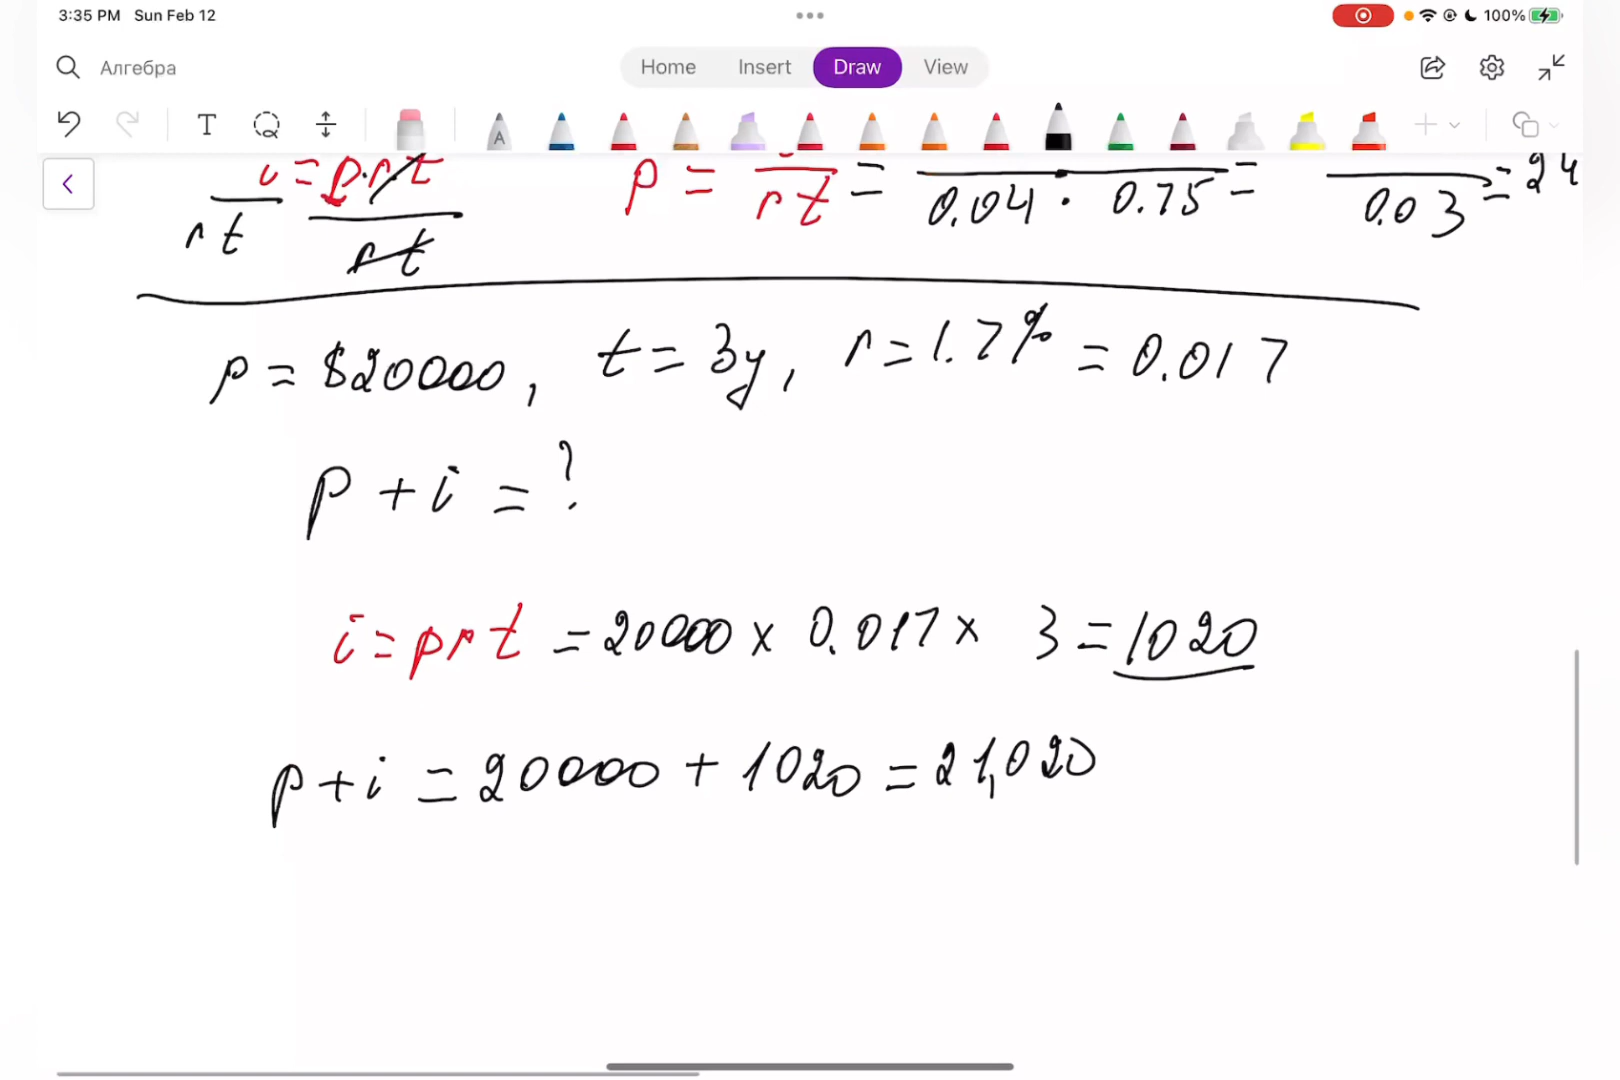 3:35 PM Sun Feb 12 100%
Алгебра Home Insert Draw View
T A
i = p·r·t
rt rt
p = rt = 0.04 · 0.75 = 0.03 = 24
p = $20000, t = 3y, r = 1.7% = 0.017
p + i = ?
i = prt = 20000 x 0.017 x 3 = 1020
p + i = 20000 + 1020 = 21,020